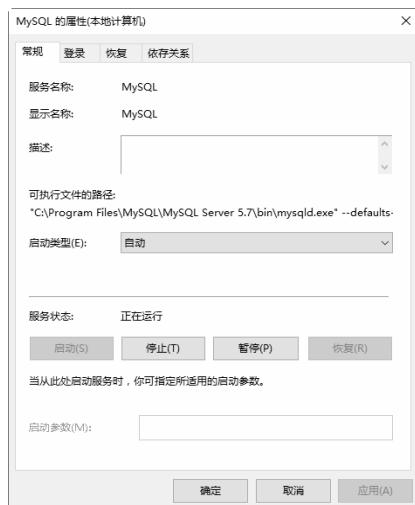 MySQL 的属性(本地计算机)
常规 登录 恢复 依存关系
服务名称: MySQL
显示名称: MySQL
描述:
可执行文件的路径:
"C:\Program Files\MySQL\MySQL Server 5.7\bin\mysqld.exe" --defaults-
启动类型(E): 自动
服务状态: 正在运行
启动(S) 停止(T) 暂停(P) 恢复(R)
当从此处启动服务时，你可指定所适用的启动参数。
启动参数(M):
确定 取消 应用(A)